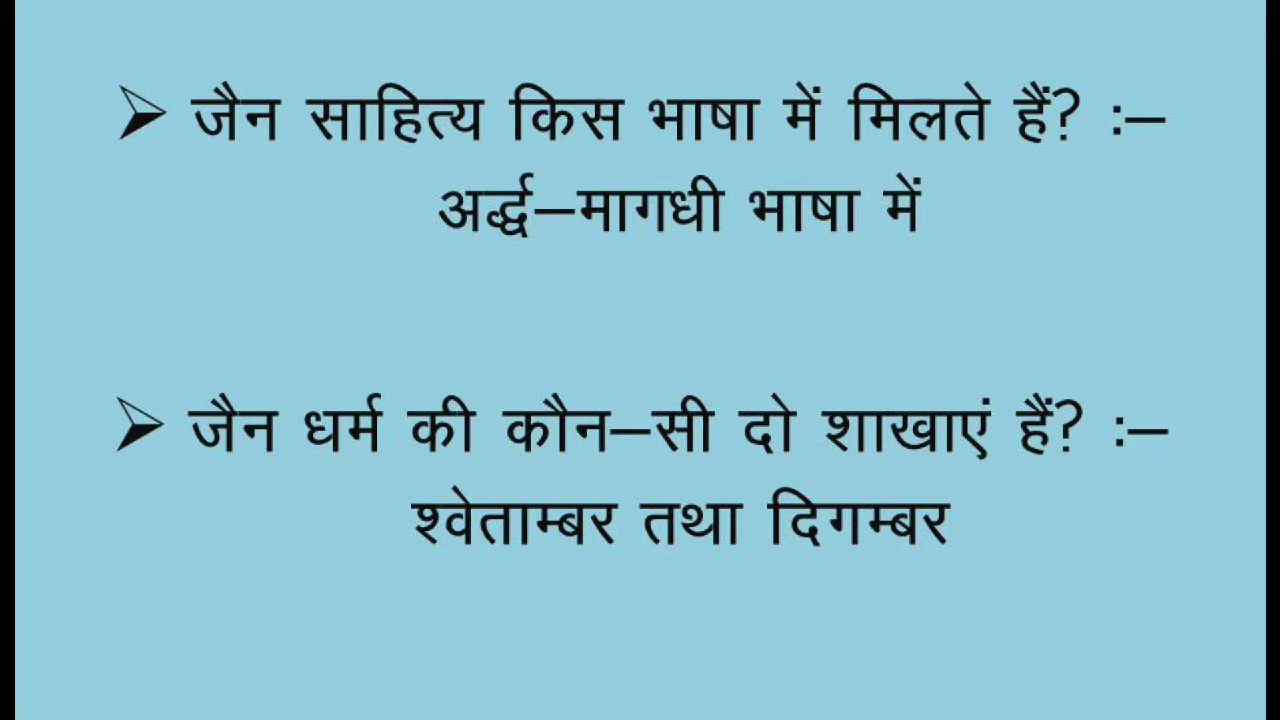 ➢ जैन साहित्य किस भाषा में मिलते हैं? :–
अर्द्ध–मागधी भाषा में
➢ जैन धर्म की कौन–सी दो शाखाएं हैं? :–
श्वेताम्बर तथा दिगम्बर